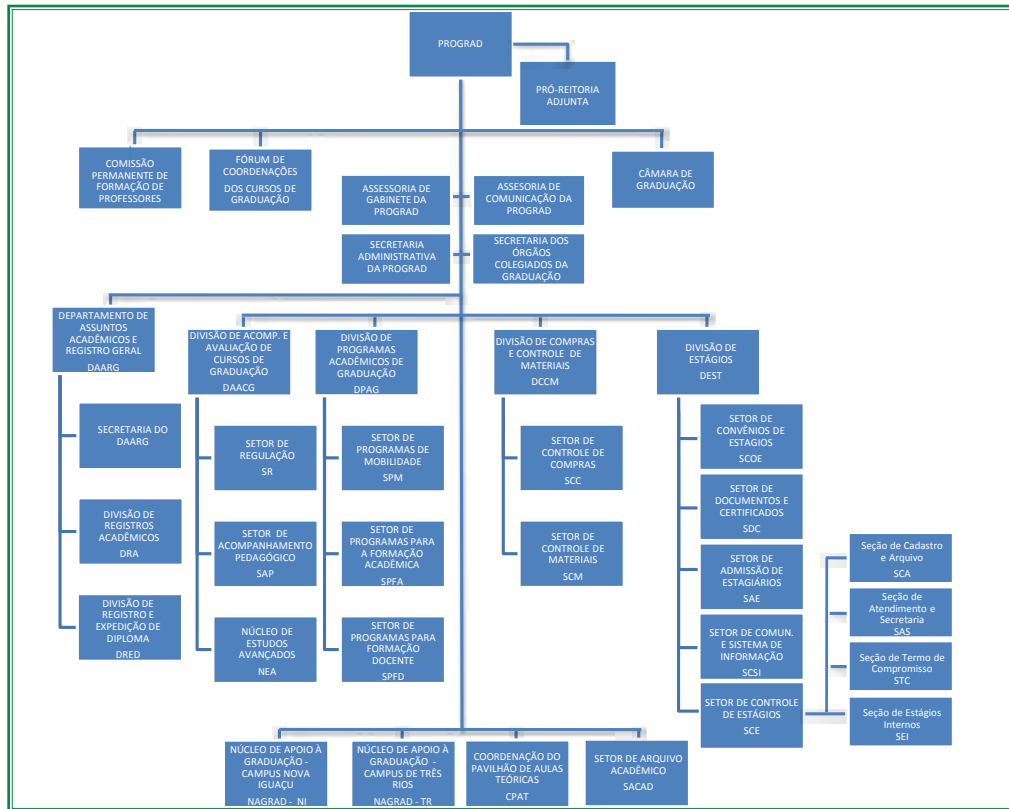 PROGRAD
PRÓ-REITORIA
ADJUNTA
COMISSÃO
PERMANENTE DE
FORMAÇÃO DE
PROFESSORES
FÓRUM DE
COORDENAÇÕES
DOS CURSOS DE
GRADUAÇÃO
CÂMARA DE
GRADUAÇÃO
ASSESSORIA DE
GABINETE DA
PROGRAD
ASSESORIA DE
COMUNICAÇÃO DA
PROGRAD
SECRETARIA
ADMINISTRATIVA
DA PROGRAD
SECRETARIA DOS
ÓRGÃOS
COLEGIADOS DA
GRADUAÇÃO
DEPARTAMENTO DE
ASSUNTOS
ACADÊMICOS E
REGISTRO GERAL
DAARG
DIVISÃO DE ACOMP. E
AVALIAÇÃO DE
CURSOS DE
GRADUAÇÃO
DAACG
DIVISÃO DE
PROGRAMAS
ACADÊMICOS DE
GRADUAÇÃO
DPAG
DIVISÃO DE COMPRAS
E CONTROLE DE
MATERIAIS
DCCM
DIVISÃO DE
ESTÁGIOS
DEST
SECRETARIA DO
DAARG
DIVISÃO DE
REGISTROS
ACADÊMICOS
DRA
DIVISÃO DE
REGISTRO E
EXPEDIÇÃO DE
DIPLOMA
DRED
SETOR DE
REGULAÇÃO
SR
SETOR DE
ACOMPANHAMENTO
PEDAGÓGICO
SAP
NÚCLEO DE
ESTUDOS
AVANÇADOS
NEA
SETOR DE
PROGRAMAS DE
MOBILIDADE
SPM
SETOR DE
PROGRAMAS PARA
A FORMAÇÃO
ACADÊMICA
SPFA
SETOR DE
PROGRAMAS PARA
FORMAÇÃO
DOCENTE
SPFD
SETOR DE
CONTROLE DE
COMPRAS
SCC
SETOR DE
CONTROLE DE
MATERIAIS
SCM
SETOR DE
CONVÊNIOS DE
ESTAGIOS
SCOE
SETOR DE
DOCUMENTOS E
CERTIFICADOS
SDC
SETOR DE
ADMISSÃO DE
ESTAGIÁRIOS
SAE
SETOR DE COMUN.
E SISTEMA DE
INFORMAÇÃO
SCSI
SETOR DE CONTROLE
DE ESTÁGIOS
SCE
Seção de Cadastro
e Arquivo
SCA
Seção de
Atendimento e
Secretaria
SAS
Seção de Termo de
Compromisso
STC
Seção de Estágios
Internos
SEI
NÚCLEO DE APOIO À
GRADUAÇÃO -
CAMPUS NOVA
IGUAÇU
NAGRAD - NI
NÚCLEO DE APOIO À
GRADUAÇÃO -
CAMPUS DE TRÊS
RIOS
NAGRAD - TR
COORDENAÇÃO DO
PAVILHÃO DE AULAS
TEÓRICAS
CPAT
SETOR DE ARQUIVO
ACADÊMICO
SACAD